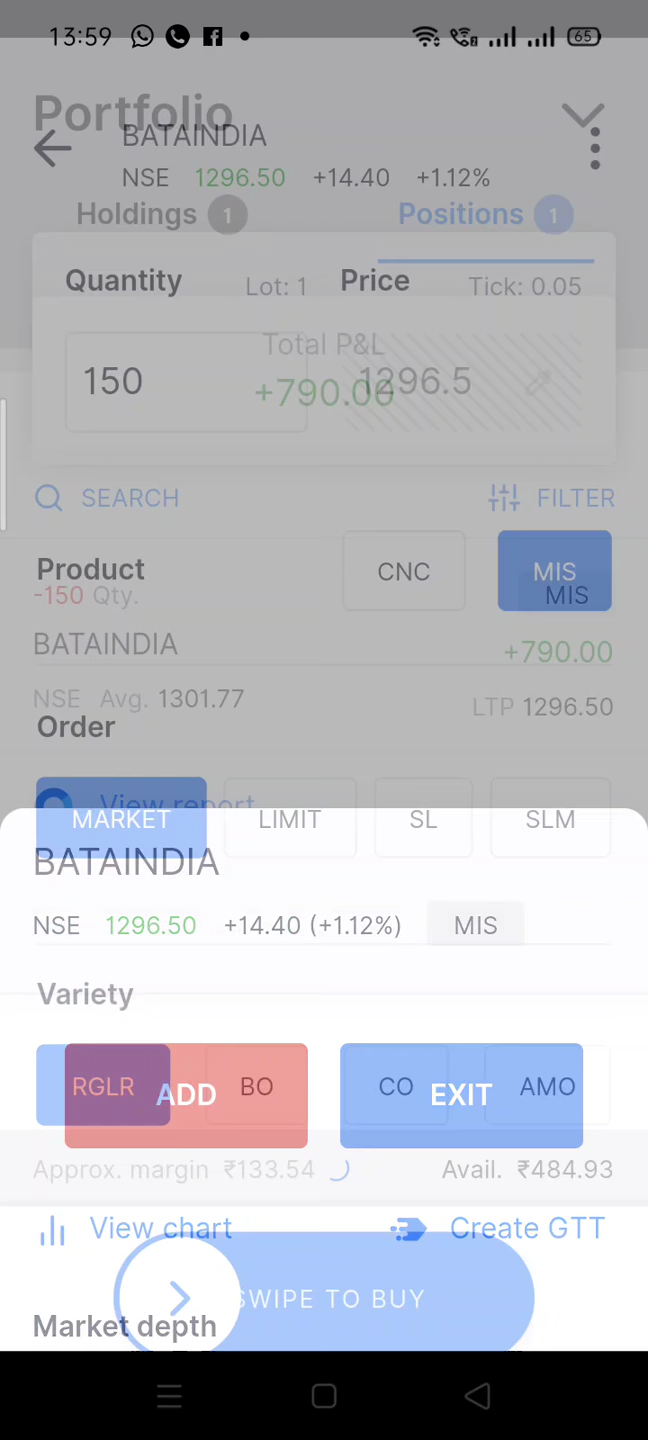 13:59
65
Portfolio
BATAINDIA
NSE 1296.50 +14.40 +1.12%
Holdings 1 Positions 1
Quantity Lot: 1 Price Tick: 0.05
Total P&L
150 1296.5
+790.00
SEARCH FILTER
Product CNC MIS
-150 Qty. MIS
BATAINDIA +790.00
NSE Avg. 1301.77 LTP 1296.50
Order
View report
MARKET LIMIT SL SLM
BATAINDIA
NSE 1296.50 +14.40 (+1.12%) MIS
Variety
RGLR BO CO AMO
ADD EXIT
Approx. margin ₹133.54 Avail. ₹484.93
View chart Create GTT
SWIPE TO BUY
Market depth